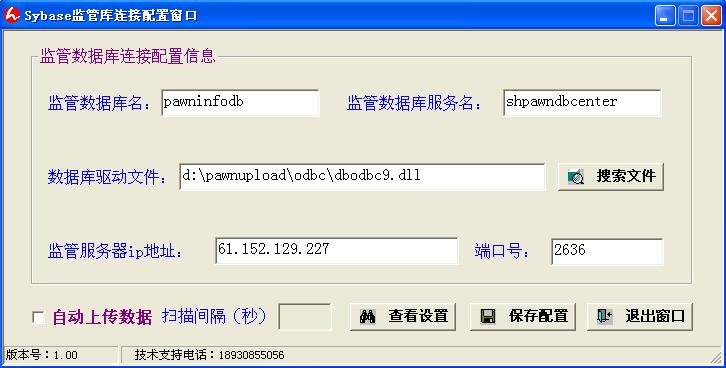 Sybase监管库连接配置窗口
监管数据库连接配置信息
监管数据库名： pawninfodb 监管数据库服务名： shpawndbcenter
数据库驱动文件： d:\pawnupload\odbc\dbodbc9.dll 搜索文件
监管服务器ip地址： 61.152.129.227 端口号： 2636
自动上传数据 扫描间隔（秒） 查看设置 保存配置 退出窗口
版本号：1.00 技术支持电话：18930855056